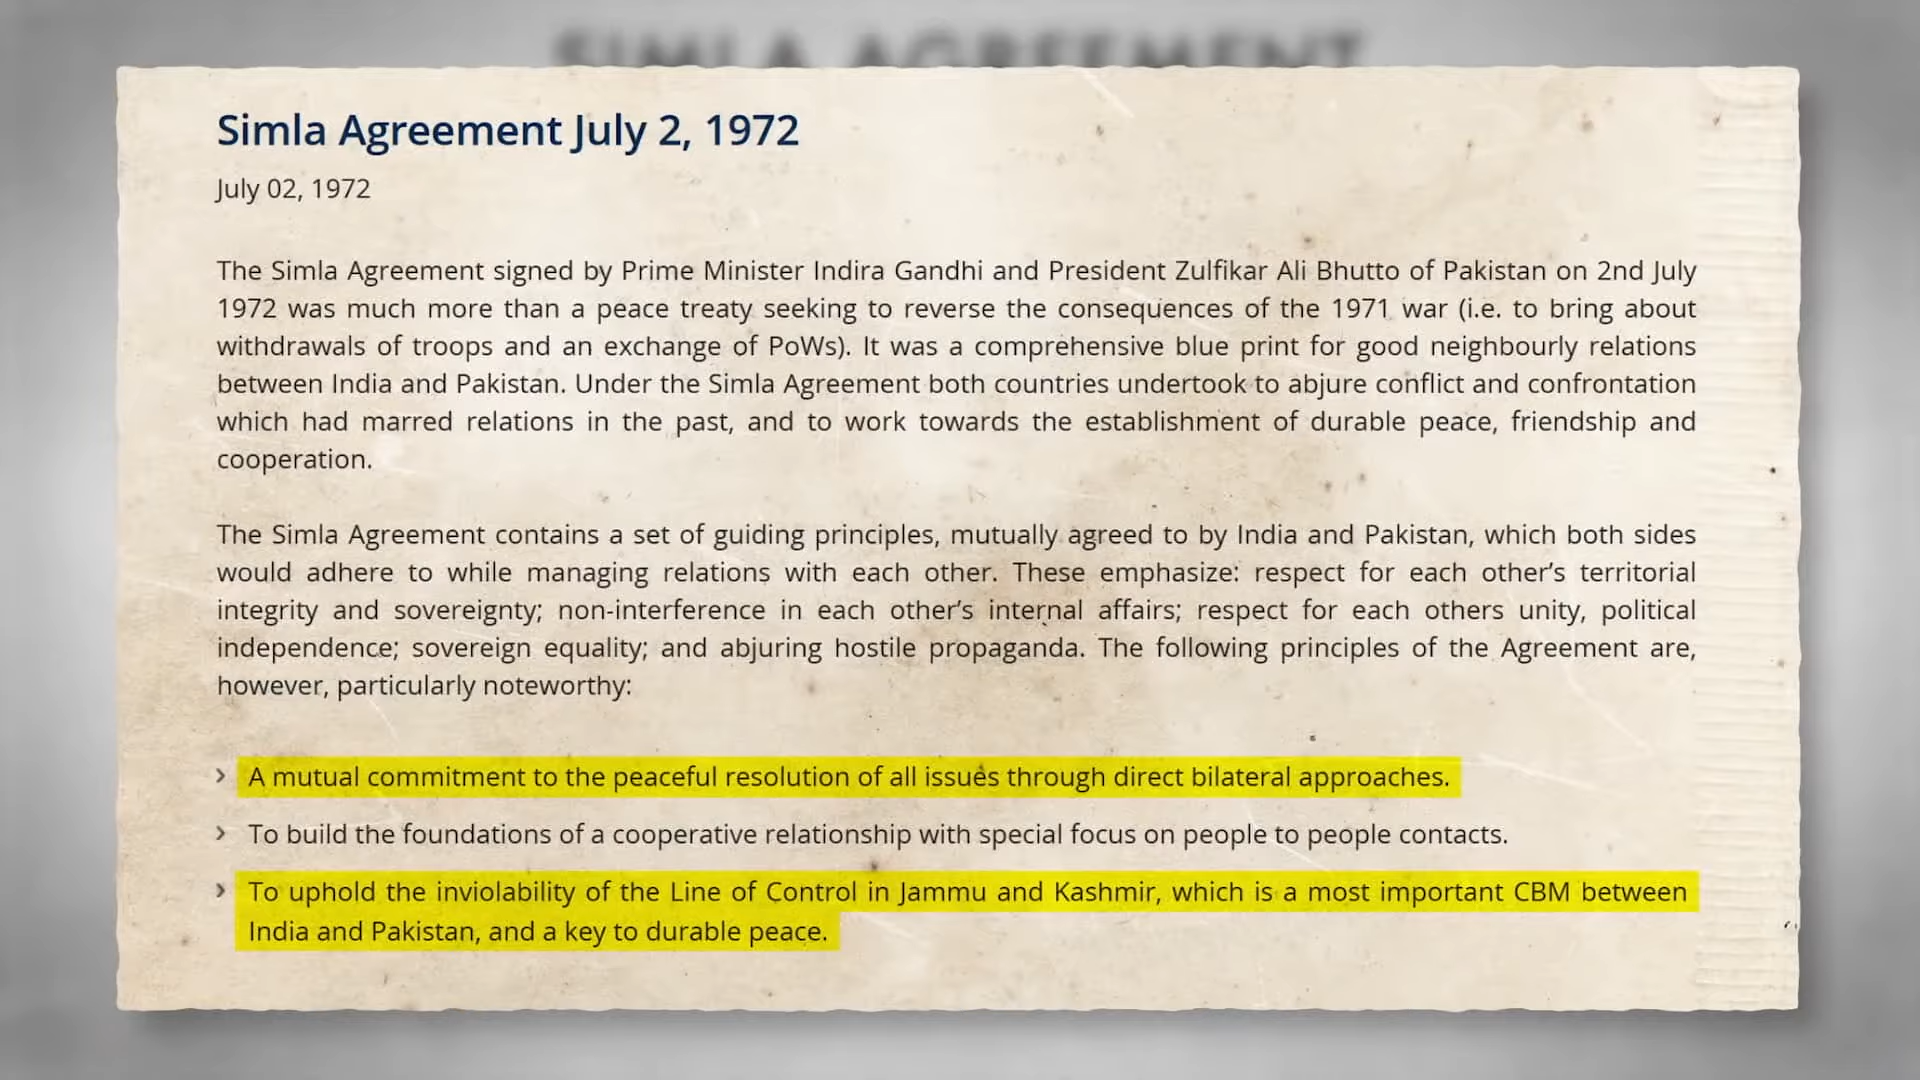 SIMLA AGREEMENT
Simla Agreement July 2, 1972
July 02, 1972
The Simla Agreement signed by Prime Minister Indira Gandhi and President Zulfikar Ali Bhutto of Pakistan on 2nd July
1972 was much more than a peace treaty seeking to reverse the consequences of the 1971 war (i.e. to bring about
withdrawals of troops and an exchange of PoWs). It was a comprehensive blue print for good neighbourly relations
between India and Pakistan. Under the Simla Agreement both countries undertook to abjure conflict and confrontation
which had marred relations in the past, and to work towards the establishment of durable peace, friendship and
cooperation.
The Simla Agreement contains a set of guiding principles, mutually agreed to by India and Pakistan, which both sides
would adhere to while managing relations with each other. These emphasize: respect for each other’s territorial
integrity and sovereignty; non-interference in each other’s internal affairs; respect for each others unity, political
independence; sovereign equality; and abjuring hostile propaganda. The following principles of the Agreement are,
however, particularly noteworthy:
› A mutual commitment to the peaceful resolution of all issues through direct bilateral approaches.
› To build the foundations of a cooperative relationship with special focus on people to people contacts.
› To uphold the inviolability of the Line of Control in Jammu and Kashmir, which is a most important CBM between
India and Pakistan, and a key to durable peace.